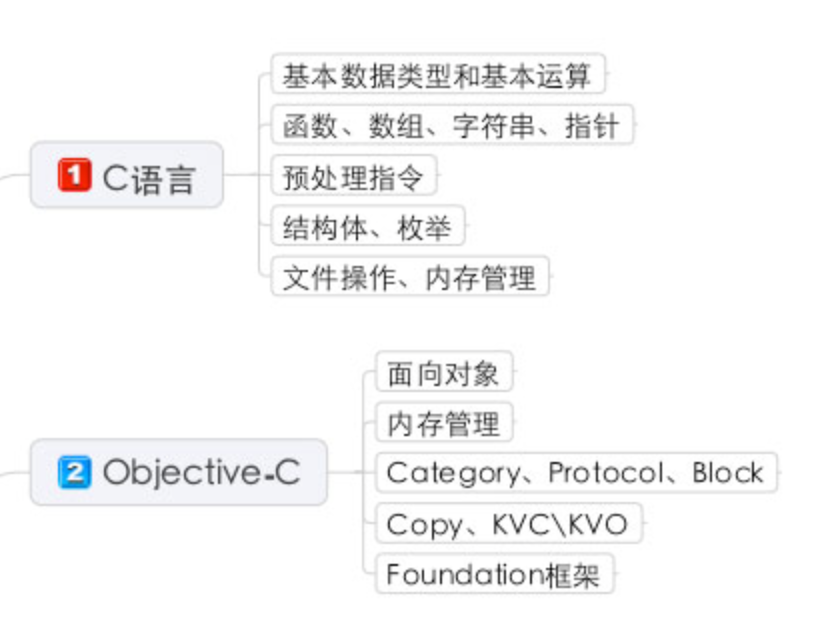 1 C语言
基本数据类型和基本运算
函数、数组、字符串、指针
预处理指令
结构体、枚举
文件操作、内存管理
2 Objective-C
面向对象
内存管理
Category、Protocol、Block
Copy、KVC\KVO
Foundation框架